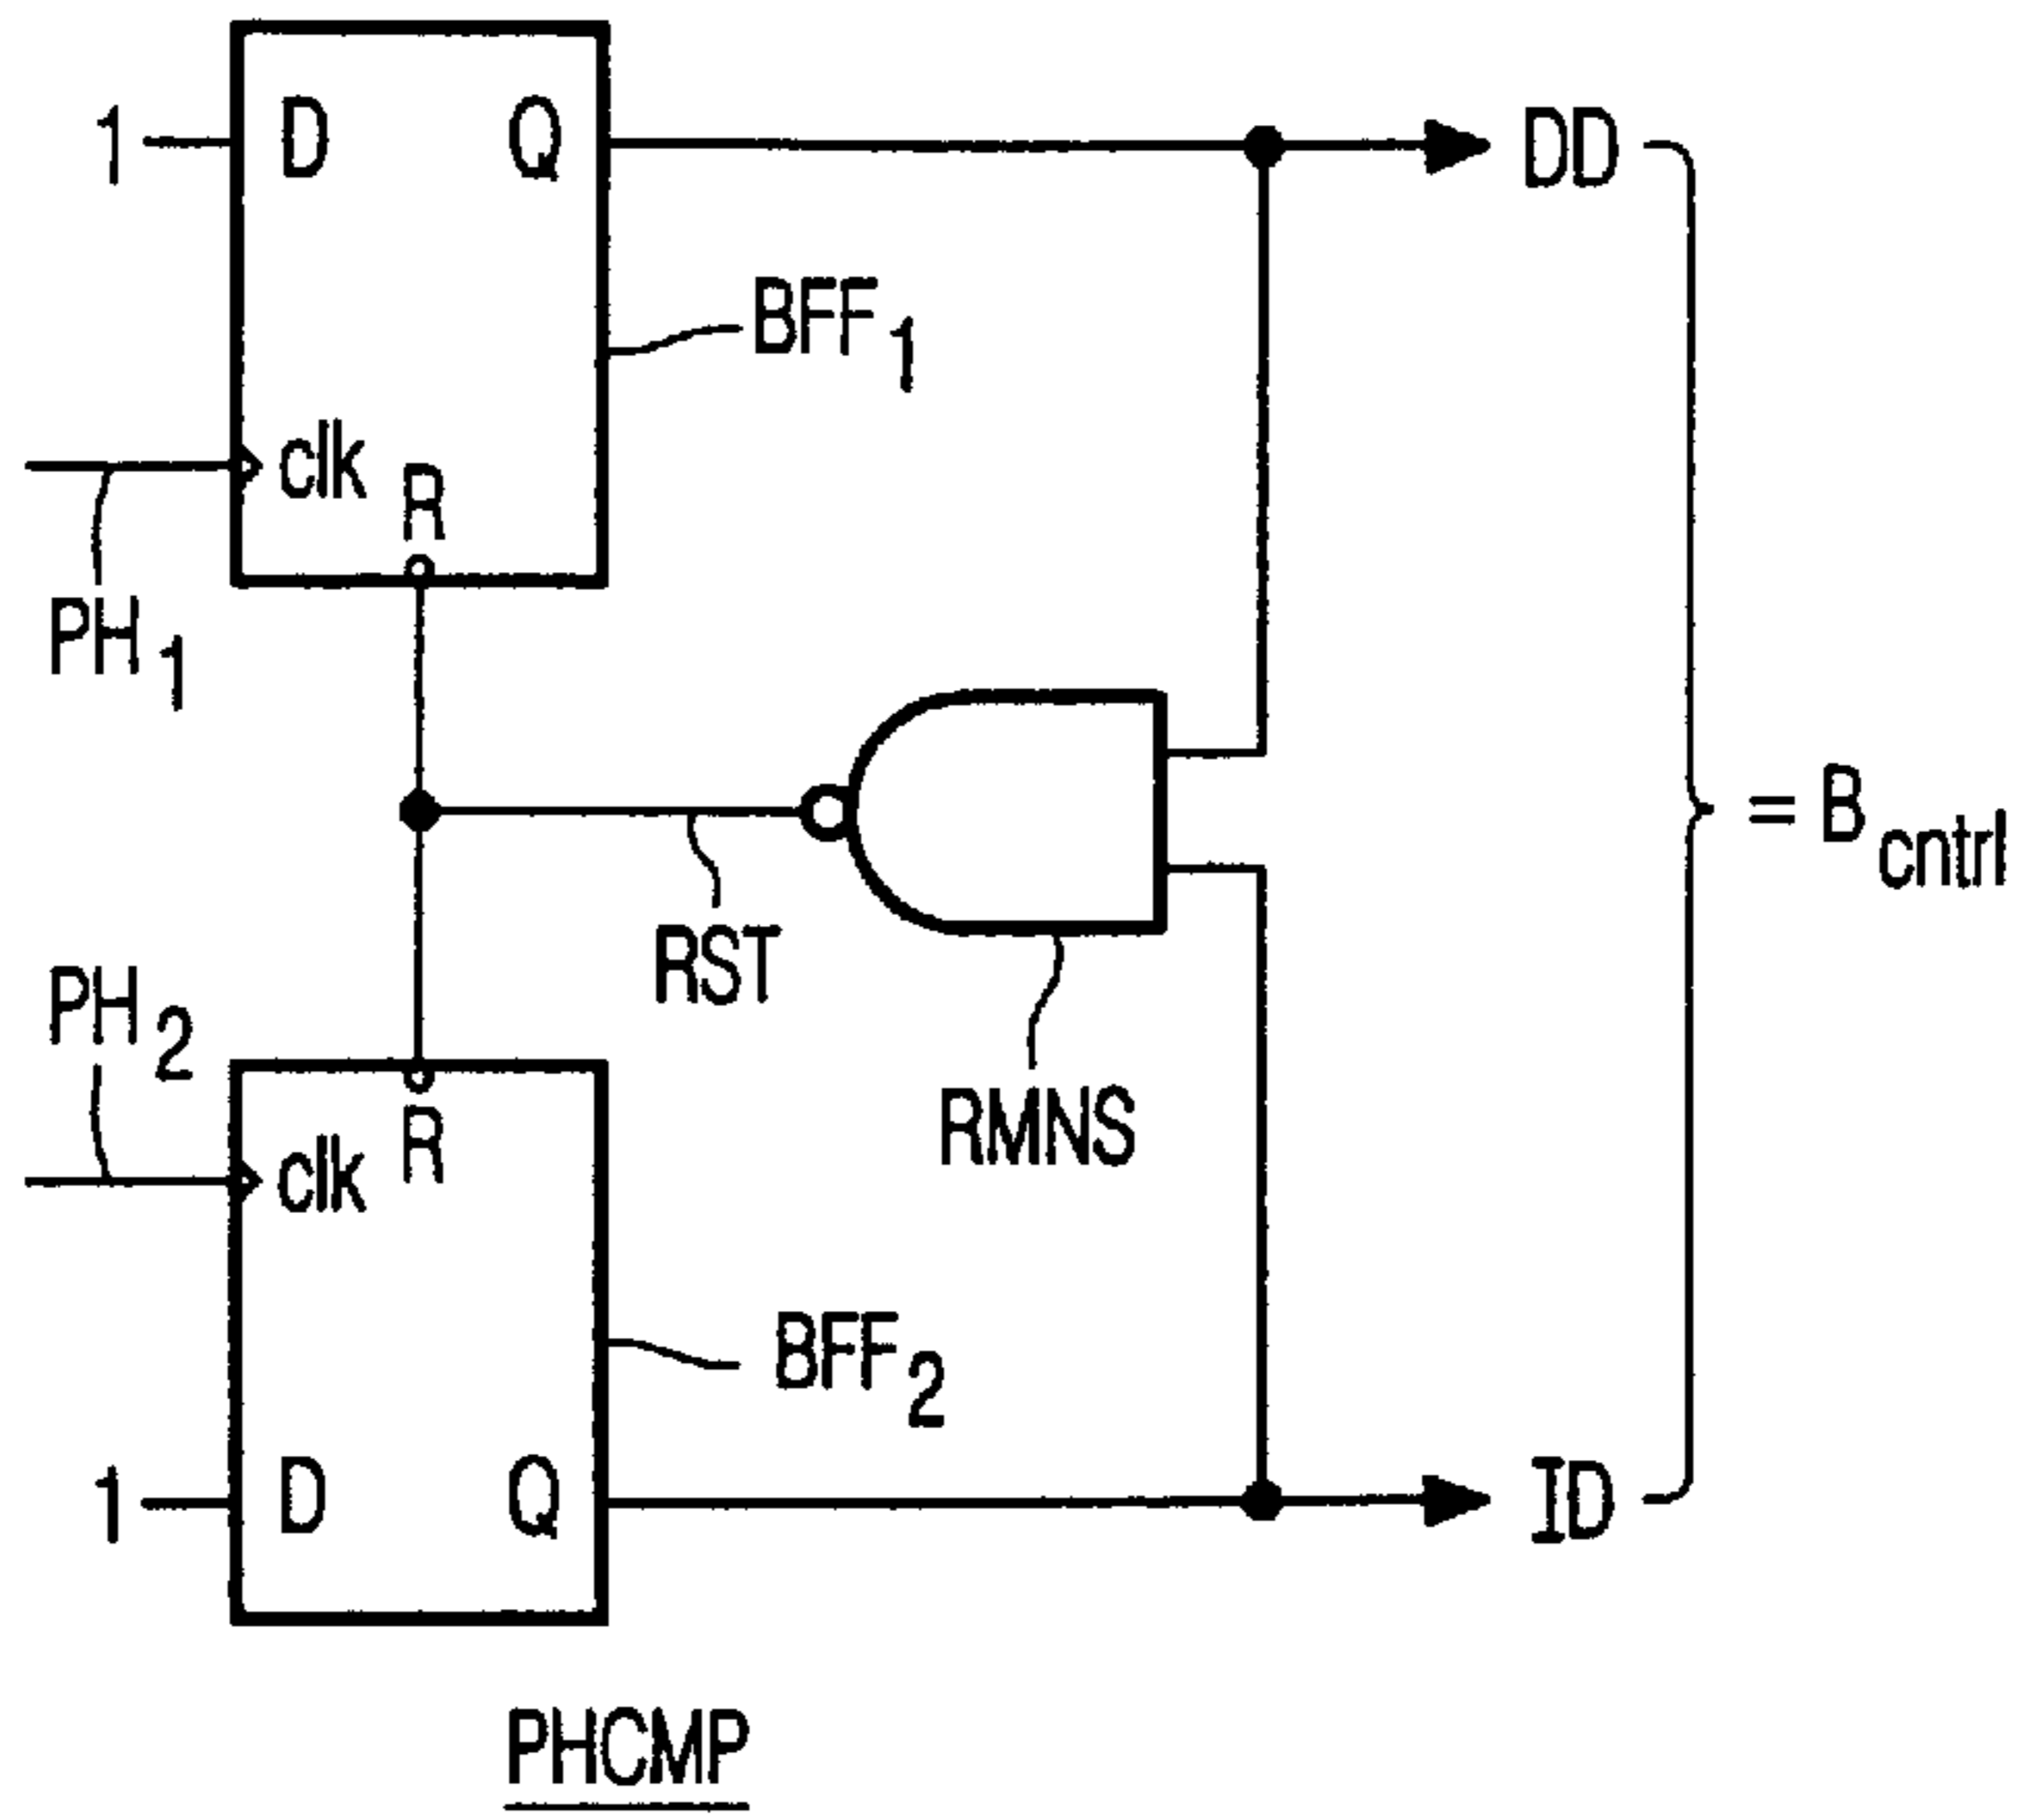 1 D Q DD
BFF1
clk
R
PH1
= Bcntrl
RST
PH2
RMNS
R
clk
BFF2
1 D Q ID
PHCMP